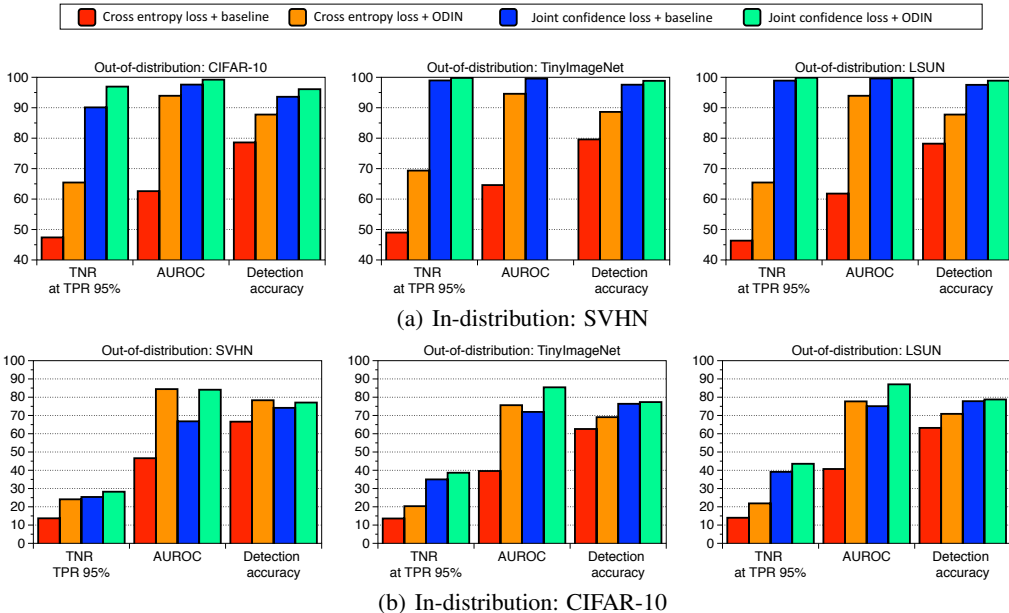 Cross entropy loss + baseline
Cross entropy loss + ODIN
Joint confidence loss + baseline
Joint confidence loss + ODIN
Out-of-distribution: CIFAR-10
100
90
80
70
60
50
40
TNR
at TPR 95%
AUROC
Detection
accuracy
Out-of-distribution: TinyImageNet
100
90
80
70
60
50
40
TNR
at TPR 95%
AUROC
Detection
accuracy
Out-of-distribution: LSUN
100
90
80
70
60
50
40
TNR
at TPR 95%
AUROC
Detection
accuracy
(a) In-distribution: SVHN
Out-of-distribution: SVHN
100
90
80
70
60
50
40
30
20
10
0
TNR
TPR 95%
AUROC
Detection
accuracy
Out-of-distribution: TinyImageNet
100
90
80
70
60
50
40
30
20
10
0
TNR
at TPR 95%
AUROC
Detection
accuracy
Out-of-distribution: LSUN
100
90
80
70
60
50
40
30
20
10
0
TNR
at TPR 95%
AUROC
Detection
accuracy
(b) In-distribution: CIFAR-10